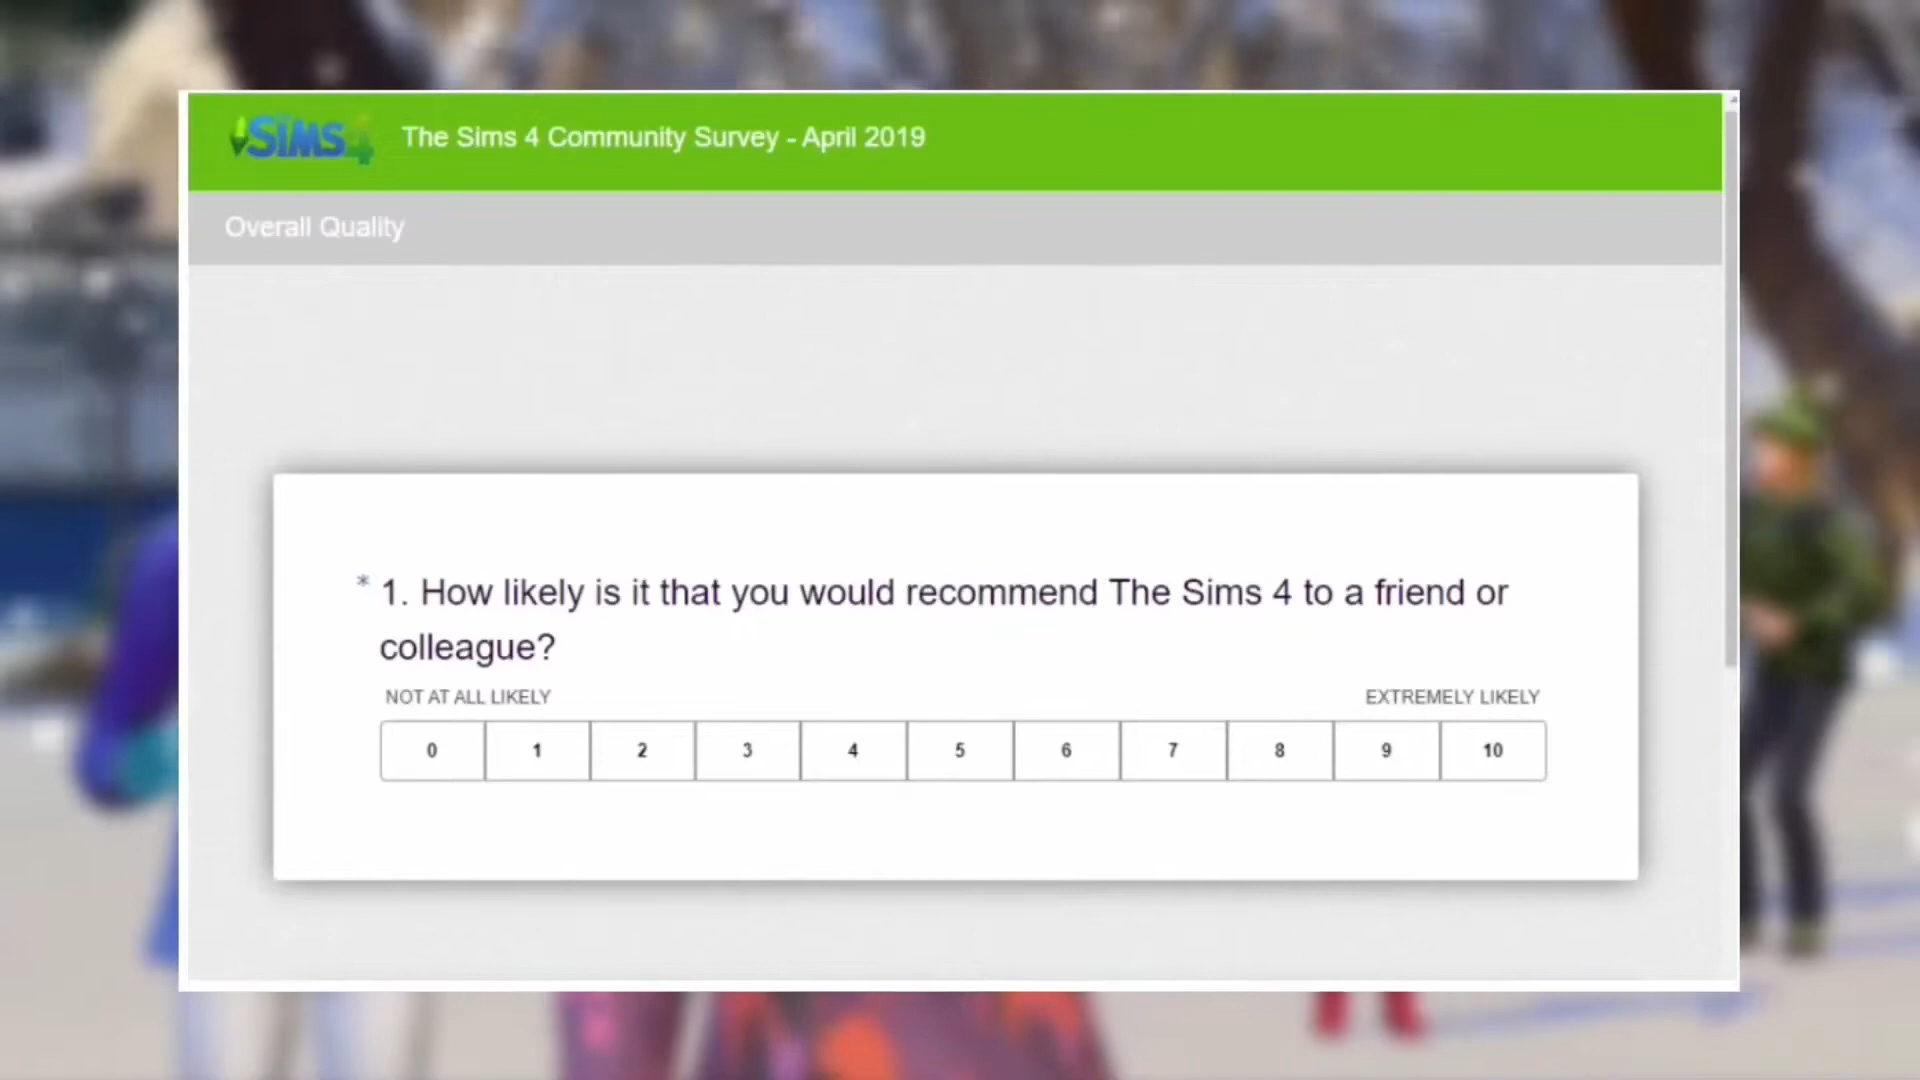 SiMS 4
The Sims 4 Community Survey - April 2019
Overall Quality
* 1. How likely is it that you would recommend The Sims 4 to a friend or
colleague?
NOT AT ALL LIKELY EXTREMELY LIKELY
0 1 2 3 4 5 6 7 8 9 10